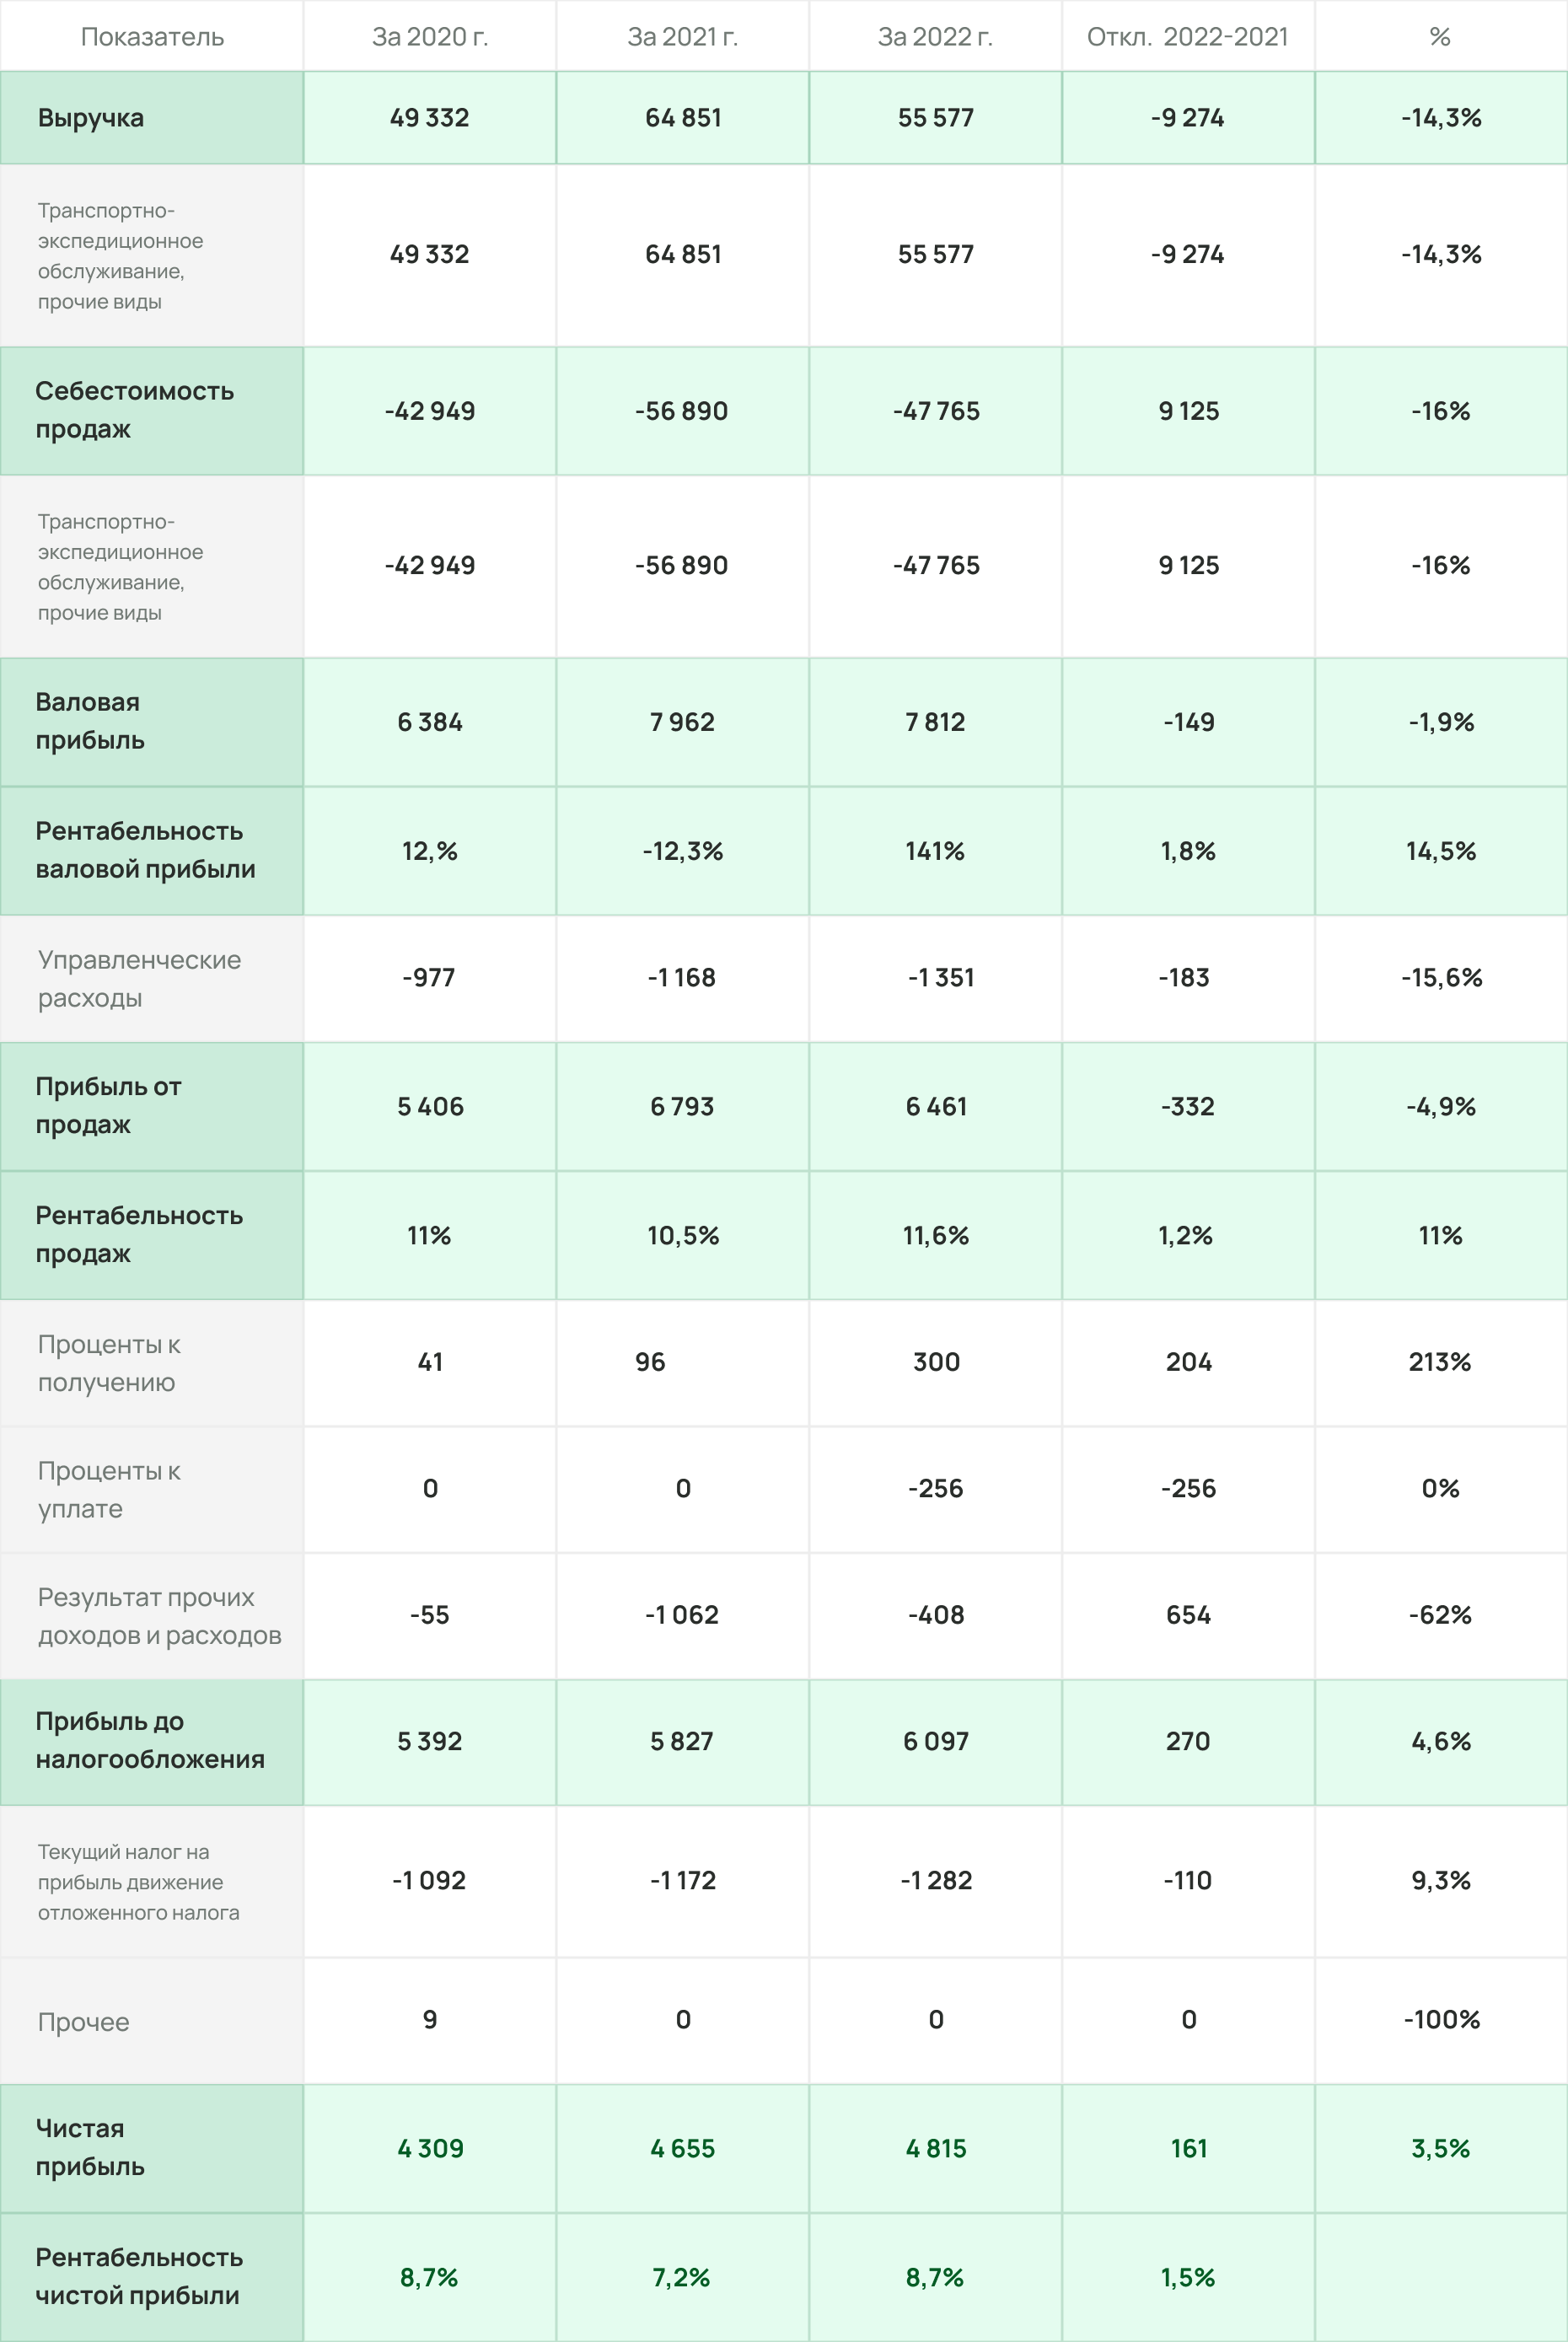 Показатель За 2020 г. За 2021 г. За 2022 г. Откл. 2022-2021 %
Выручка 49 332 64 851 55 577 -9 274 -14,3%
Транспортно-
экспедиционное
обслуживание,
прочие виды
49 332 64 851 55 577 -9 274 -14,3%
Себестоимость
продаж
-42 949 -56 890 -47 765 9 125 -16%
Транспортно-
экспедиционное
обслуживание,
прочие виды
-42 949 -56 890 -47 765 9 125 -16%
Валовая
прибыль
6 384 7 962 7 812 -149 -1,9%
Рентабельность
валовой прибыли
12,% -12,3% 141% 1,8% 14,5%
Управленческие
расходы
-977 -1 168 -1 351 -183 -15,6%
Прибыль от
продаж
5 406 6 793 6 461 -332 -4,9%
Рентабельность
продаж
11% 10,5% 11,6% 1,2% 11%
Проценты к
получению
41 96 300 204 213%
Проценты к
уплате
0 0 -256 -256 0%
Результат прочих
доходов и расходов
-55 -1 062 -408 654 -62%
Прибыль до
налогообложения
5 392 5 827 6 097 270 4,6%
Текущий налог на
прибыль движение
отложенного налога
-1 092 -1 172 -1 282 -110 9,3%
Прочее 9 0 0 0 -100%
Чистая
прибыль
4 309 4 655 4 815 161 3,5%
Рентабельность
чистой прибыли
8,7% 7,2% 8,7% 1,5%